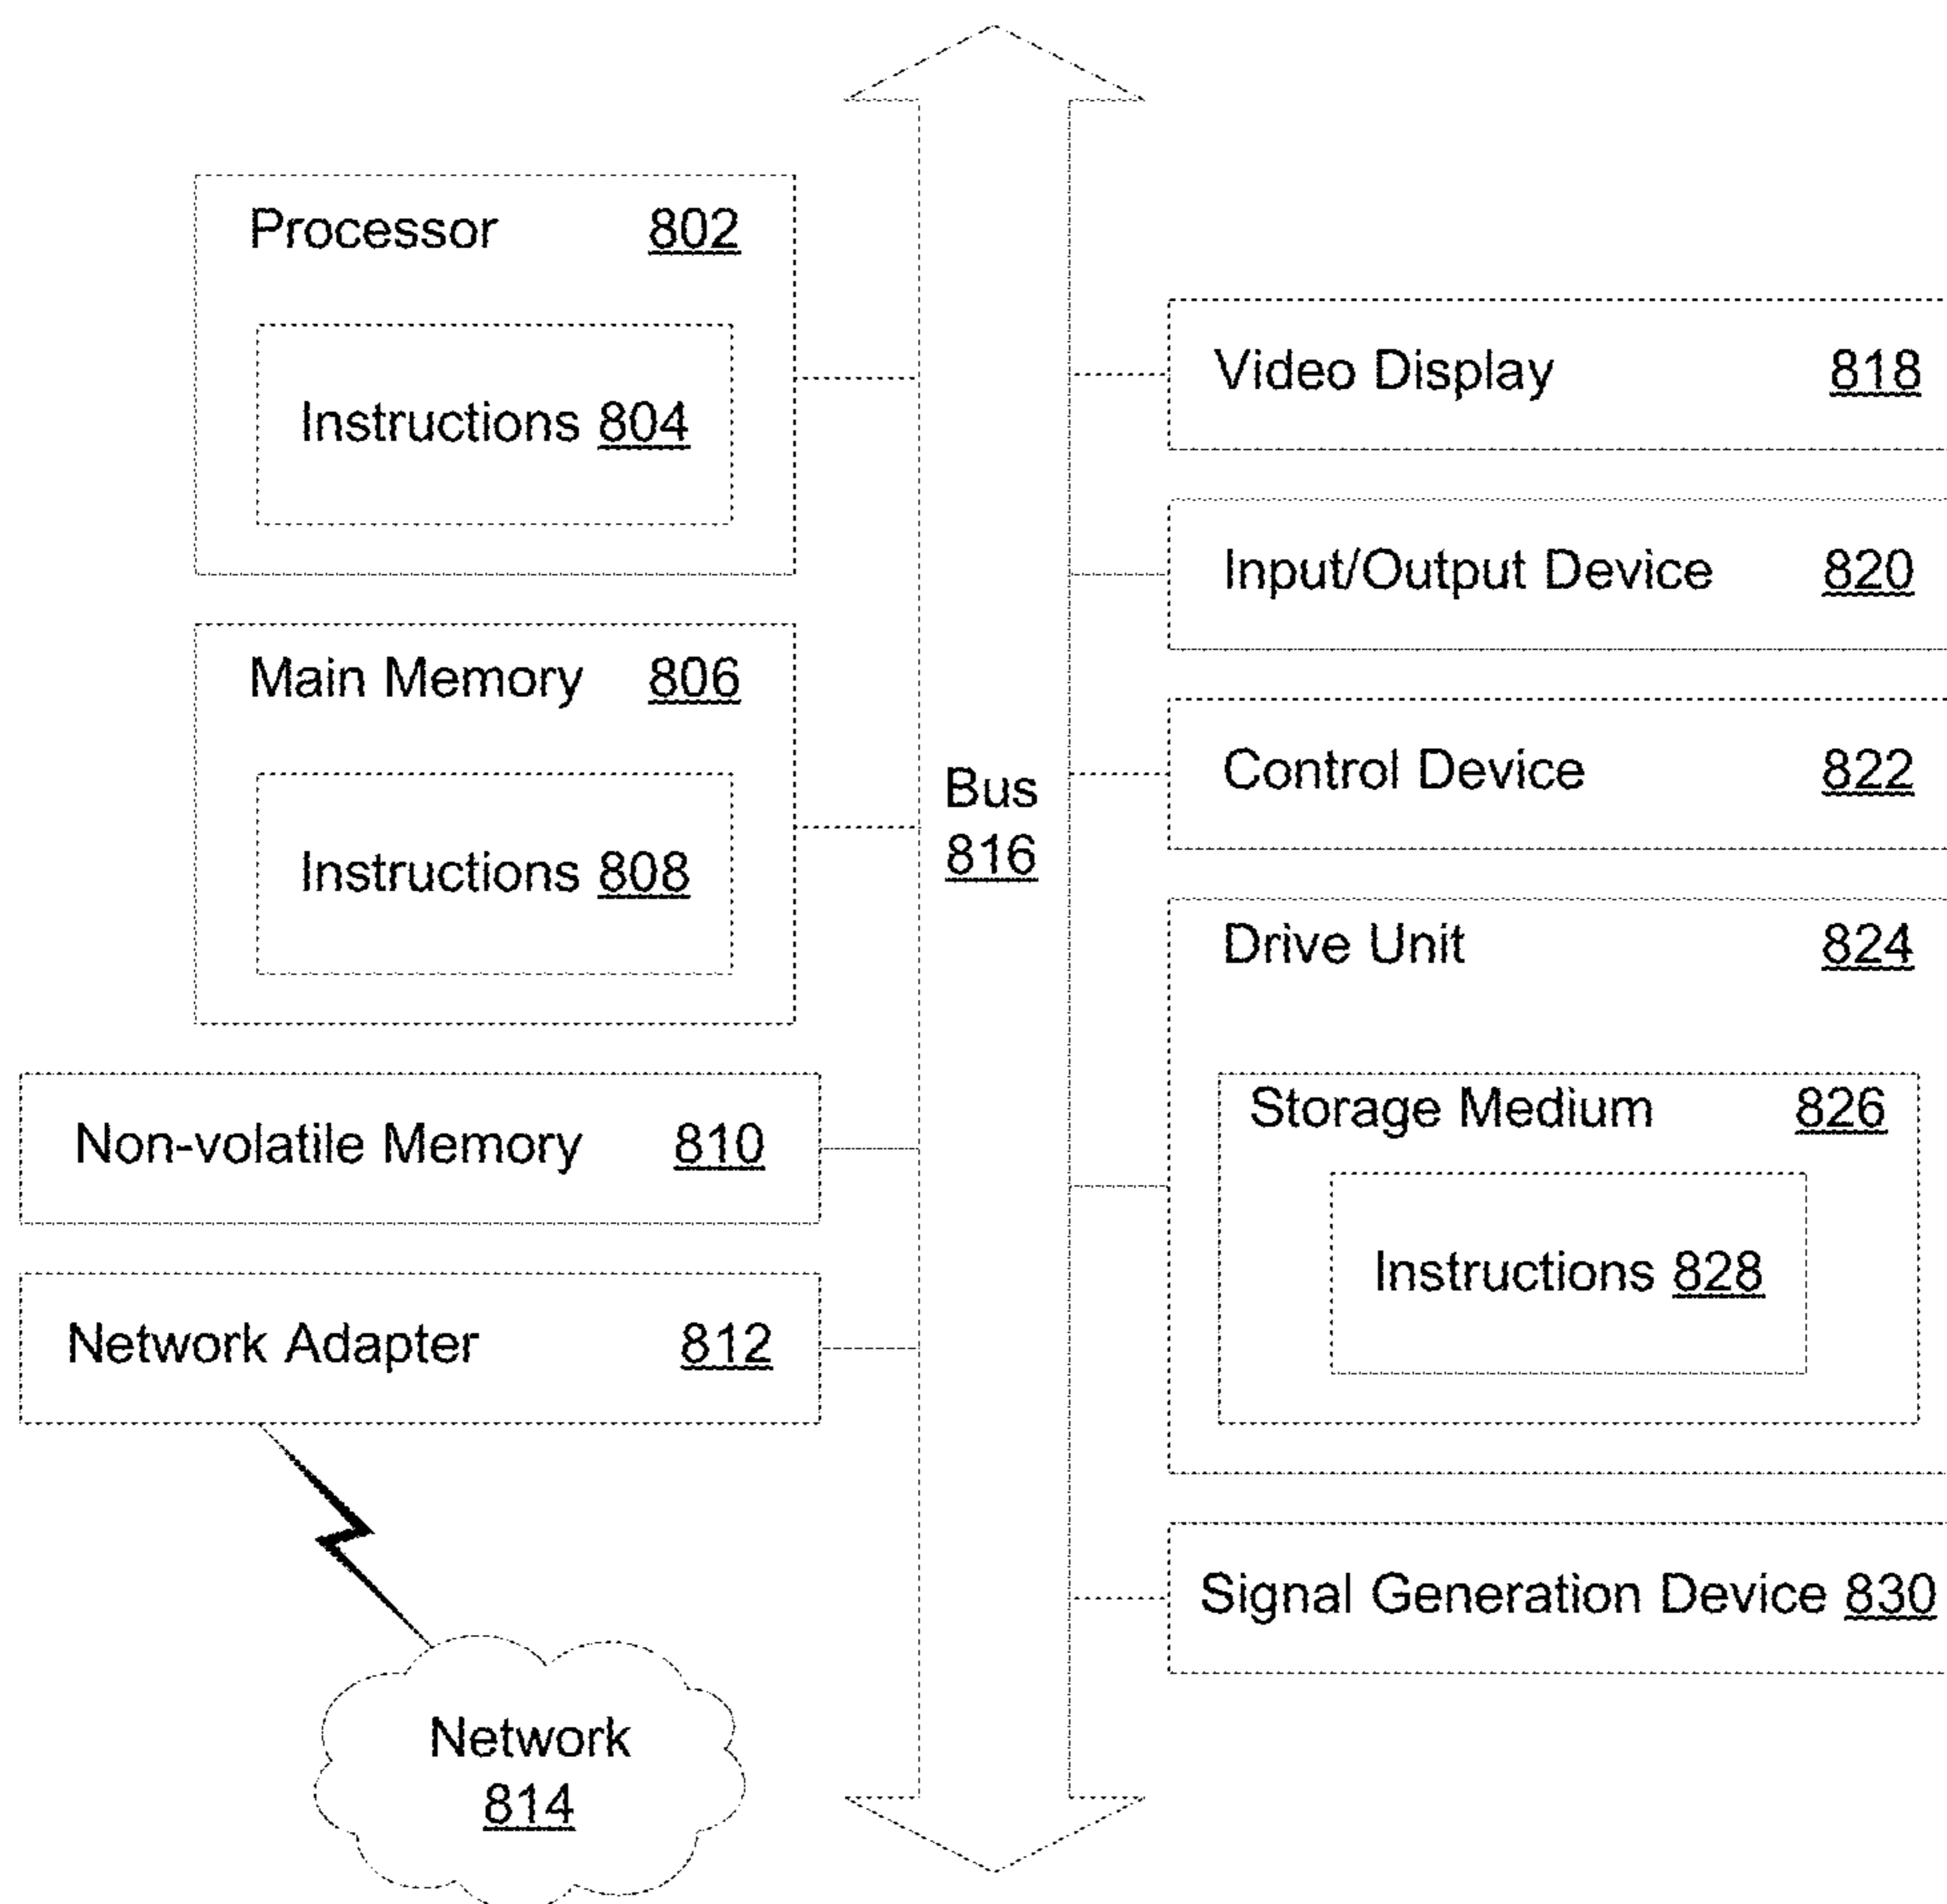 Processor 802
Instructions 804
Main Memory 806
Instructions 808
Non-volatile Memory 810
Network Adapter 812
Network
814
Bus
816
Video Display 818
Input/Output Device 820
Control Device 822
Drive Unit 824
Storage Medium 826
Instructions 828
Signal Generation Device 830